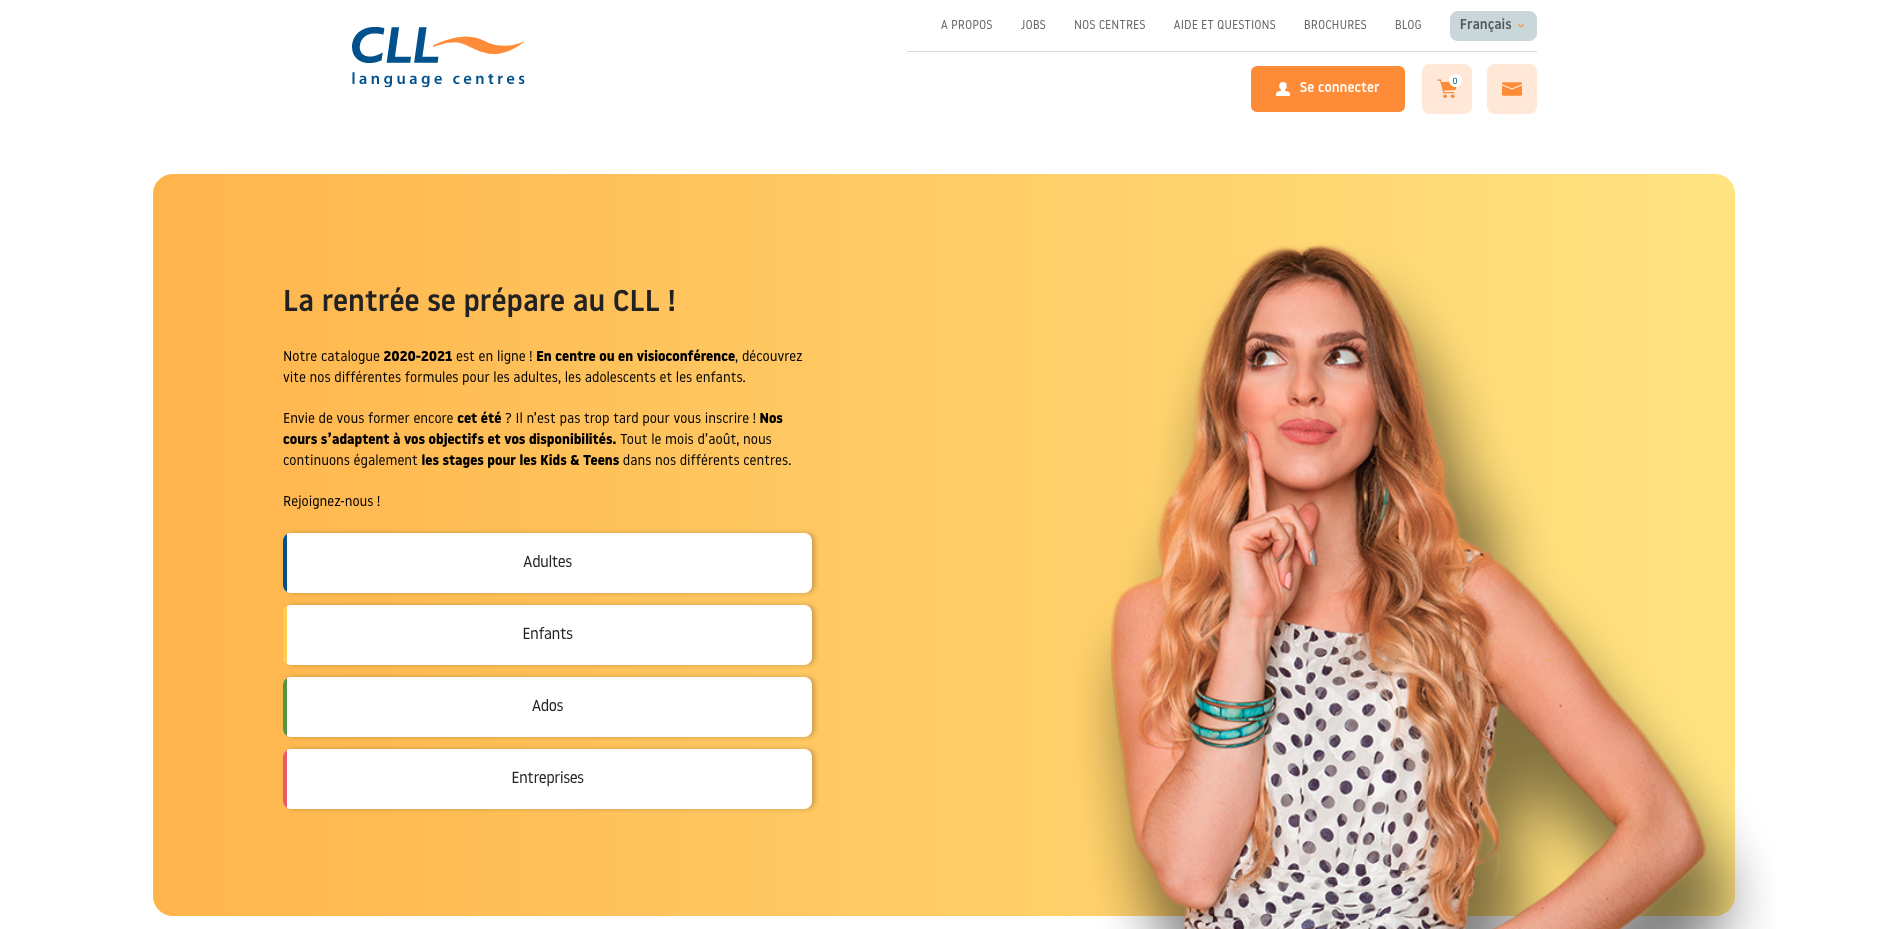 CLL
language centres
A PROPOS JOBS NOS CENTRES AIDE ET QUESTIONS BROCHURES BLOG Français
Se connecter 0
La rentrée se prépare au CLL !
Notre catalogue 2020-2021 est en ligne ! En centre ou en visioconférence, découvrez
vite nos différentes formules pour les adultes, les adolescents et les enfants.
Envie de vous former encore cet été ? Il n’est pas trop tard pour vous inscrire ! Nos
cours s’adaptent à vos objectifs et vos disponibilités. Tout le mois d’août, nous
continuons également les stages pour les Kids & Teens dans nos différents centres.
Rejoignez-nous !
Adultes
Enfants
Ados
Entreprises